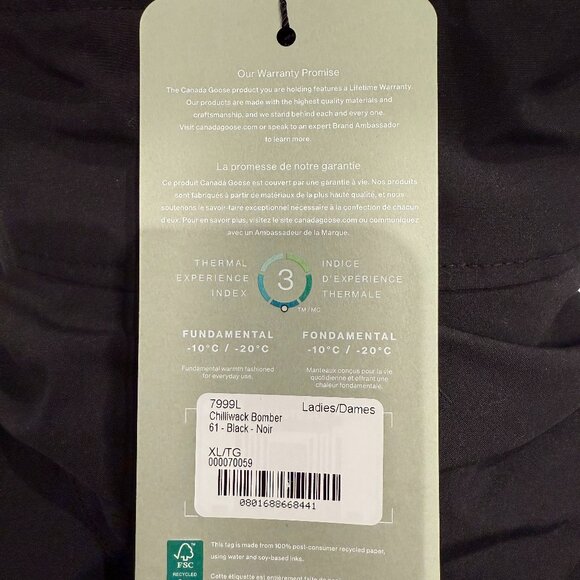 Our Warranty Promise
The Canada Goose product you are holding features a Lifetime Warranty.
Our products are made with the highest quality materials and
craftsmanship, and we stand behind each and every one.
Visit canadagoose.com or speak to an expert Brand Ambassador
to learn more.
La promesse de notre garantie
Ce produit Canada Goose est couvert par une garantie à vie. Nos produits
sont fabriqués à partir de matériaux de la plus haute qualité, et nous
soutenons le savoir-faire exceptionnel nécessaire à la confection de chacun
d'eux. Pour en savoir plus, visitez le site canadagoose.com ou communiquez
avec un Ambassadeur de la Marque.
THERMAL
EXPERIENCE
INDEX
3
TM/MC
INDICE
D'EXPÉRIENCE
THERMALE
FUNDAMENTAL
-10°C / -20°C
Fundamental warmth fashioned
for everyday use.
FONDAMENTAL
-10°C / -20°C
Manteaux conçus pour la vie
quotidienne et offrant une
chaleur fondamentale.
7999L Ladies/Dames
Chilliwack Bomber
61 - Black - Noir
XL/TG
000070059
0801688668441
FSC
RECYCLED
This tag is made from 100% post-consumer recycled paper,
using water and soy-based inks.
Cette étiquette est entièrement faite de